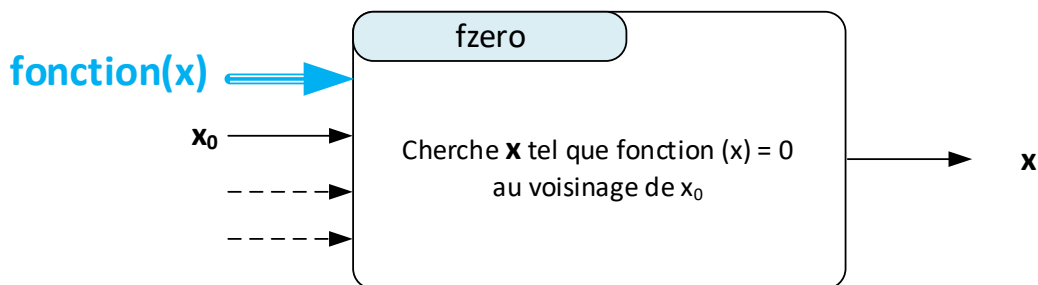 fzero
fonction(x)
x₀
Cherche x tel que fonction (x) = 0
au voisinage de x₀
x